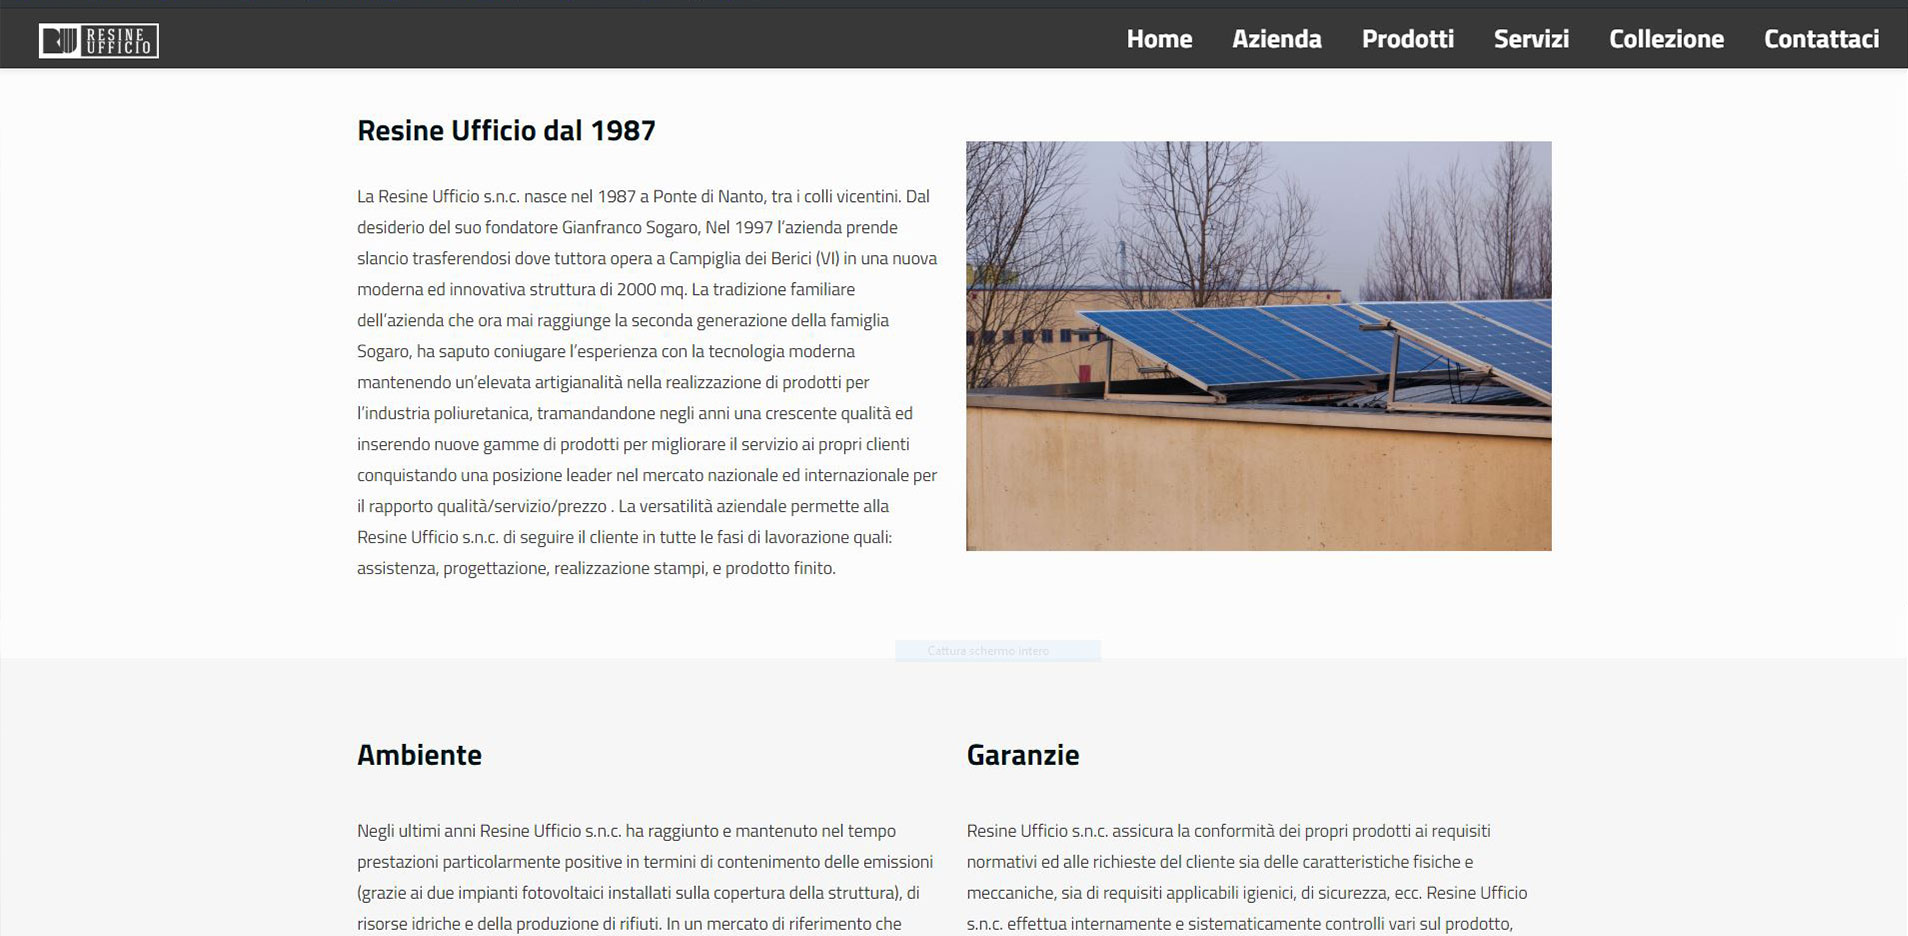 RESINE
UFFICIO
Home Azienda Prodotti Servizi Collezione Contattaci
Resine Ufficio dal 1987
La Resine Ufficio s.n.c. nasce nel 1987 a Ponte di Nanto, tra i colli vicentini. Dal
desiderio del suo fondatore Gianfranco Sogaro, Nel 1997 l’azienda prende
slancio trasferendosi dove tuttora opera a Campiglia dei Berici (VI) in una nuova
moderna ed innovativa struttura di 2000 mq. La tradizione familiare
dell’azienda che ora mai raggiunge la seconda generazione della famiglia
Sogaro, ha saputo coniugare l’esperienza con la tecnologia moderna
mantenendo un’elevata artigianalità nella realizzazione di prodotti per
l’industria poliuretanica, tramandandone negli anni una crescente qualità ed
inserendo nuove gamme di prodotti per migliorare il servizio ai propri clienti
conquistando una posizione leader nel mercato nazionale ed internazionale per
il rapporto qualità/servizio/prezzo . La versatilità aziendale permette alla
Resine Ufficio s.n.c. di seguire il cliente in tutte le fasi di lavorazione quali:
assistenza, progettazione, realizzazione stampi, e prodotto finito.
Cattura schermo intero
Ambiente
Negli ultimi anni Resine Ufficio s.n.c. ha raggiunto e mantenuto nel tempo
prestazioni particolarmente positive in termini di contenimento delle emissioni
(grazie ai due impianti fotovoltaici installati sulla copertura della struttura), di
risorse idriche e della produzione di rifiuti. In un mercato di riferimento che
Garanzie
Resine Ufficio s.n.c. assicura la conformità dei propri prodotti ai requisiti
normativi ed alle richieste del cliente sia delle caratteristiche fisiche e
meccaniche, sia di requisiti applicabili igienici, di sicurezza, ecc. Resine Ufficio
s.n.c. effettua internamente e sistematicamente controlli vari sul prodotto,